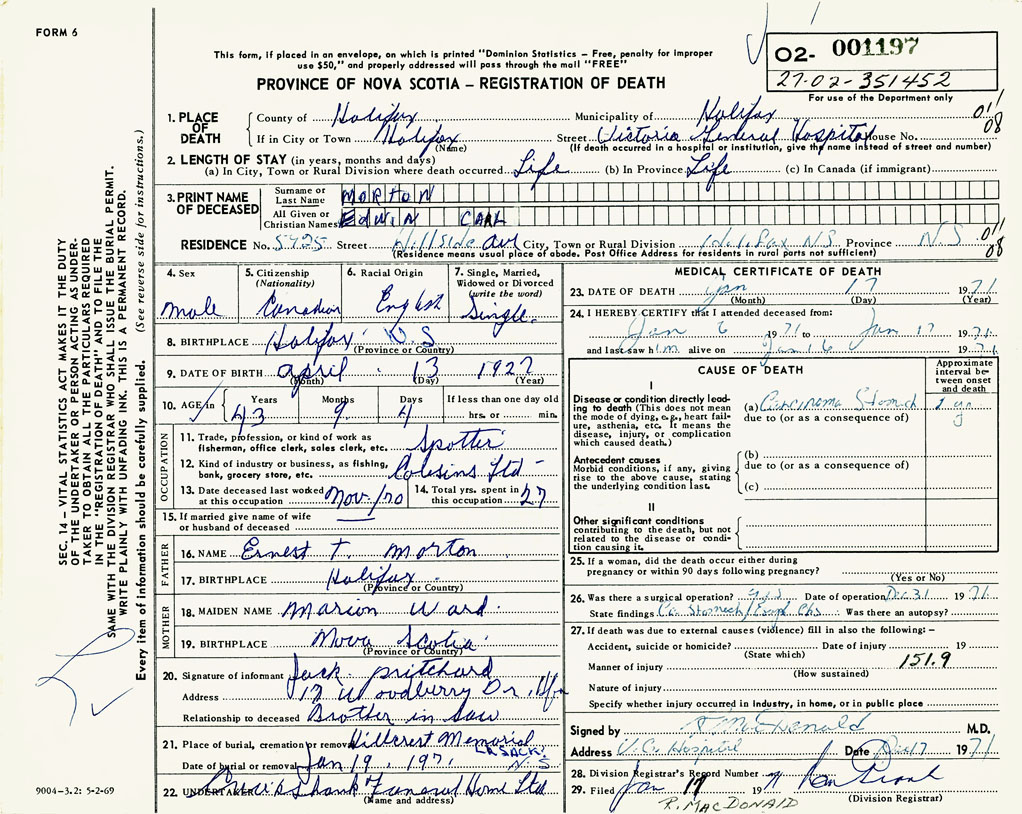 FORM 6
This form, if placed in an envelope, on which is printed "Dominion Statistics – Free, penalty for improper
use $50," and properly addressed will pass through the mail "FREE"
PROVINCE OF NOVA SCOTIA – REGISTRATION OF DEATH
02- 001197
27-02-351452
For use of the Department only
1. PLACE OF DEATH
County of Halifax Municipality of Halifax 011
If in City or Town Halifax Street Victoria General Hospital House No. 08
(Name) (If death occurred in a hospital or institution, give the name instead of street and number)
2. LENGTH OF STAY (in years, months and days)
(a) In City, Town or Rural Division where death occurred Life (b) In Province Life (c) In Canada (if immigrant)
3. PRINT NAME OF DECEASED
Surname or Last Name MORTON
All Given or Christian Names EDWIN CARL
RESIDENCE No. 5425 Street Hillside Ave City, Town or Rural Division Halifax N.S. Province N.S 011
(Residence means usual place of abode. Post Office Address for residents in rural parts not sufficient) 08
4. Sex Male
5. Citizenship (Nationality) Canadian
6. Racial Origin English
7. Single, Married, Widowed or Divorced (write the word) Single.
8. BIRTHPLACE Halifax N.S
(Province or Country)
9. DATE OF BIRTH April 13 1927
(Month) (Day) (Year)
10. AGE in Years 43 Months 9 Days 4 If less than one day old hrs. or min.
OCCUPATION
11. Trade, profession, or kind of work as fisherman, office clerk, sales clerk, etc. Spotter
12. Kind of industry or business, as fishing, bank, grocery store, etc. Cousins Ltd -
13. Date deceased last worked at this occupation Nov/70
14. Total yrs. spent in this occupation 27
15. If married give name of wife or husband of deceased
FATHER
16. NAME Ernest T. Morton
17. BIRTHPLACE Halifax.
(Province or Country)
MOTHER
18. MAIDEN NAME Marion Ward.
19. BIRTHPLACE Nova Scotia
(Province or Country)
20. Signature of informant Jack Pritchard
Address 17 Woodberry Dr, Hfx
Relationship to deceased Brother in Law
21. Place of burial, cremation or removal Hillcrest Memorial
LR SACK. N.S
Date of burial or removal Jan 19, 1971
22. UNDERTAKER Cruikshank Funeral Home Ltd
(Name and address)
MEDICAL CERTIFICATE OF DEATH
23. DATE OF DEATH Jan 17 1971
(Month) (Day) (Year)
24. I HEREBY CERTIFY that I attended deceased from:
Jan 6 1971 to Jan 17 1971
and last saw him alive on Jan 16 1971
CAUSE OF DEATH
Approximate interval between onset and death
I
Disease or condition directly leading to death (This does not mean the mode of dying, e.g., heart failure, asthenia, etc. It means the disease, injury, or complication which caused death.)
(a) Carcinoma Stomach
due to (or as a consequence of)
Antecedent causes
Morbid conditions, if any, giving rise to the above cause, stating the underlying condition last.
(b)
due to (or as a consequence of)
(c)
II
Other significant conditions
contributing to the death, but not related to the disease or condition causing it.
25. If a woman, did the death occur either during pregnancy or within 90 days following pregnancy?
(Yes or No)
26. Was there a surgical operation? yes Date of operation Dec 31 1971
State findings Ca Stomach / Was there an autopsy?
27. If death was due to external causes (violence) fill in also the following:–
Accident, suicide or homicide? Date of injury 19
(State which) 151.9
Manner of injury
(How sustained)
Nature of injury
Specify whether injury occurred in industry, in home, or in public place
Signed by McDonald M.D.
Address V.G. Hospital Date 17 1971
28. Division Registrar's Record Number
29. Filed Jan 19 1971
(Division Registrar)
R. MACDONALD
SEC. 14 – VITAL STATISTICS ACT MAKES IT THE DUTY
OF THE UNDERTAKER OR PERSON ACTING AS UNDER-
TAKER TO OBTAIN ALL THE PARTICULARS REQUIRED
IN THE "REGISTRATION OF DEATH" AND TO FILE THE
SAME WITH THE DIVISION REGISTRAR WHO SHALL ISSUE THE BURIAL PERMIT.
WRITE PLAINLY WITH UNFADING INK. THIS IS A PERMANENT RECORD.
Every item of information should be carefully supplied. (See reverse side for instructions.)
9004-3.2: 5-2-69